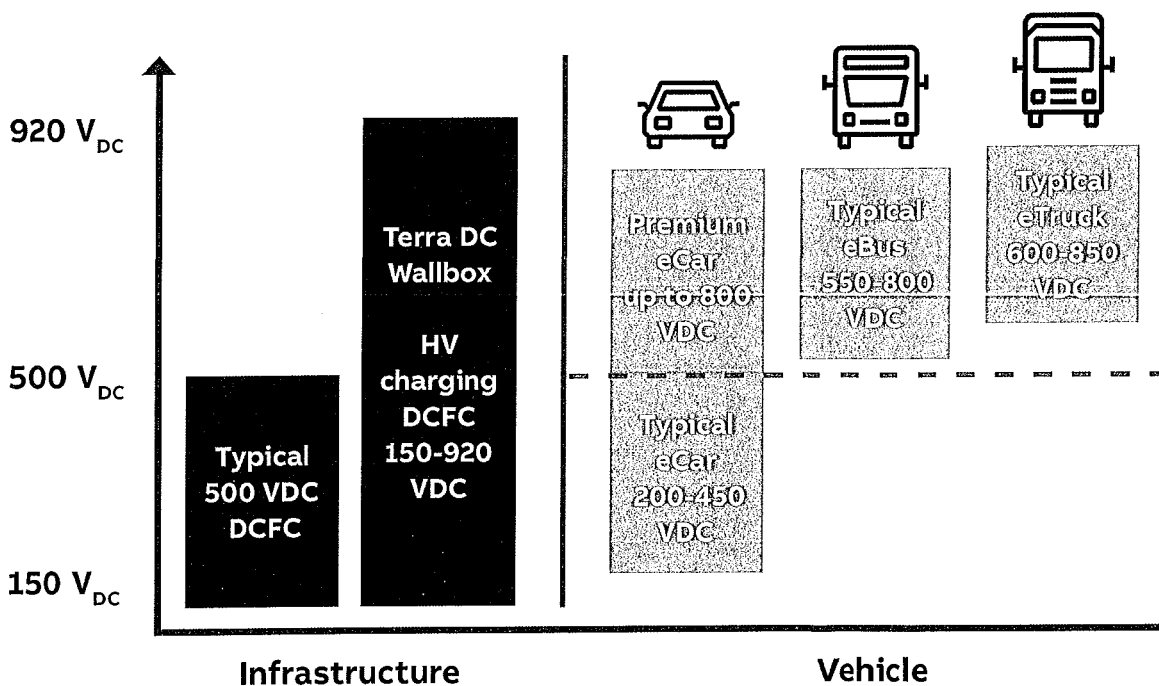 920 V_DC
500 V_DC
150 V_DC
Typical
500 VDC
DCFC
Terra DC
Wallbox
HV
charging
DCFC
150-920
VDC
Premium
eCar
up to 800
VDC
Typical
eCar
200-450
VDC
Typical
eBus
550-800
VDC
Typical
eTruck
600-850
VDC
Infrastructure
Vehicle